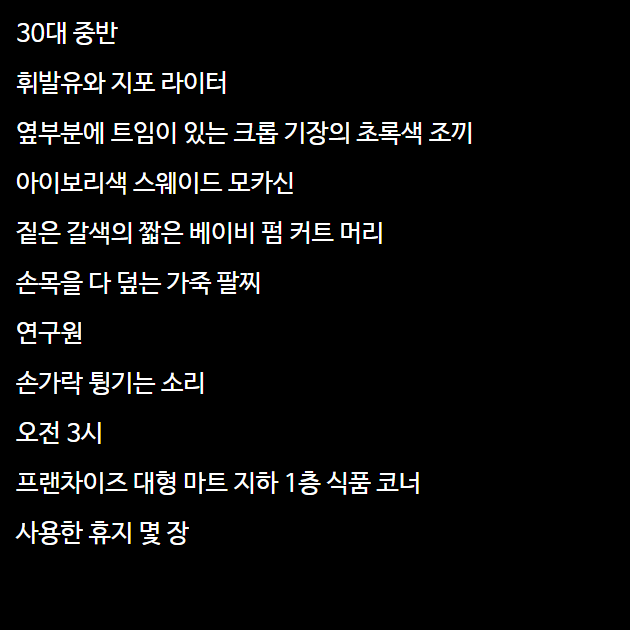 30대 중반
휘발유와 지포 라이터
옆부분에 트임이 있는 크롭 기장의 초록색 조끼
아이보리색 스웨이드 모카신
짙은 갈색의 짧은 베이비 펌 커트 머리
손목을 다 덮는 가죽 팔찌
연구원
손가락 튕기는 소리
오전 3시
프랜차이즈 대형 마트 지하 1층 식품 코너
사용한 휴지 몇 장